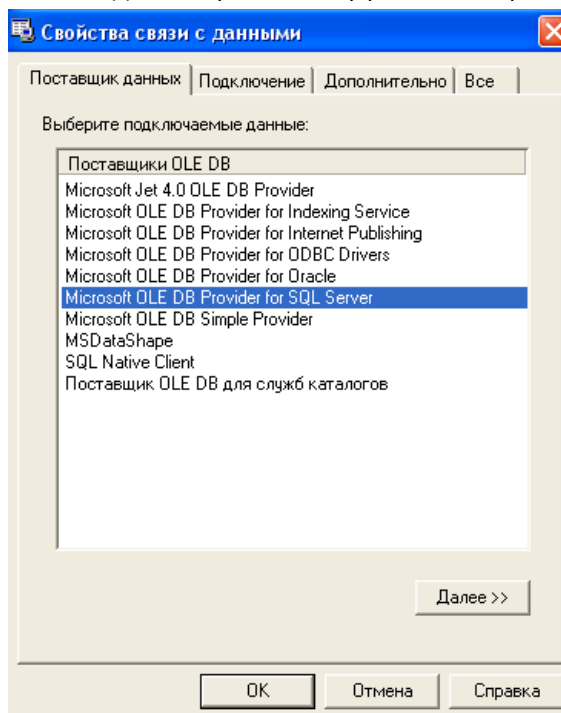 Свойства связи с данными
Поставщик данных Подключение Дополнительно Все
Выберите подключаемые данные:
Поставщики OLE DB
Microsoft Jet 4.0 OLE DB Provider
Microsoft OLE DB Provider for Indexing Service
Microsoft OLE DB Provider for Internet Publishing
Microsoft OLE DB Provider for ODBC Drivers
Microsoft OLE DB Provider for Oracle
Microsoft OLE DB Provider for SQL Server
Microsoft OLE DB Simple Provider
MSDataShape
SQL Native Client
Поставщик OLE DB для служб каталогов
Далее >>
OK Отмена Справка